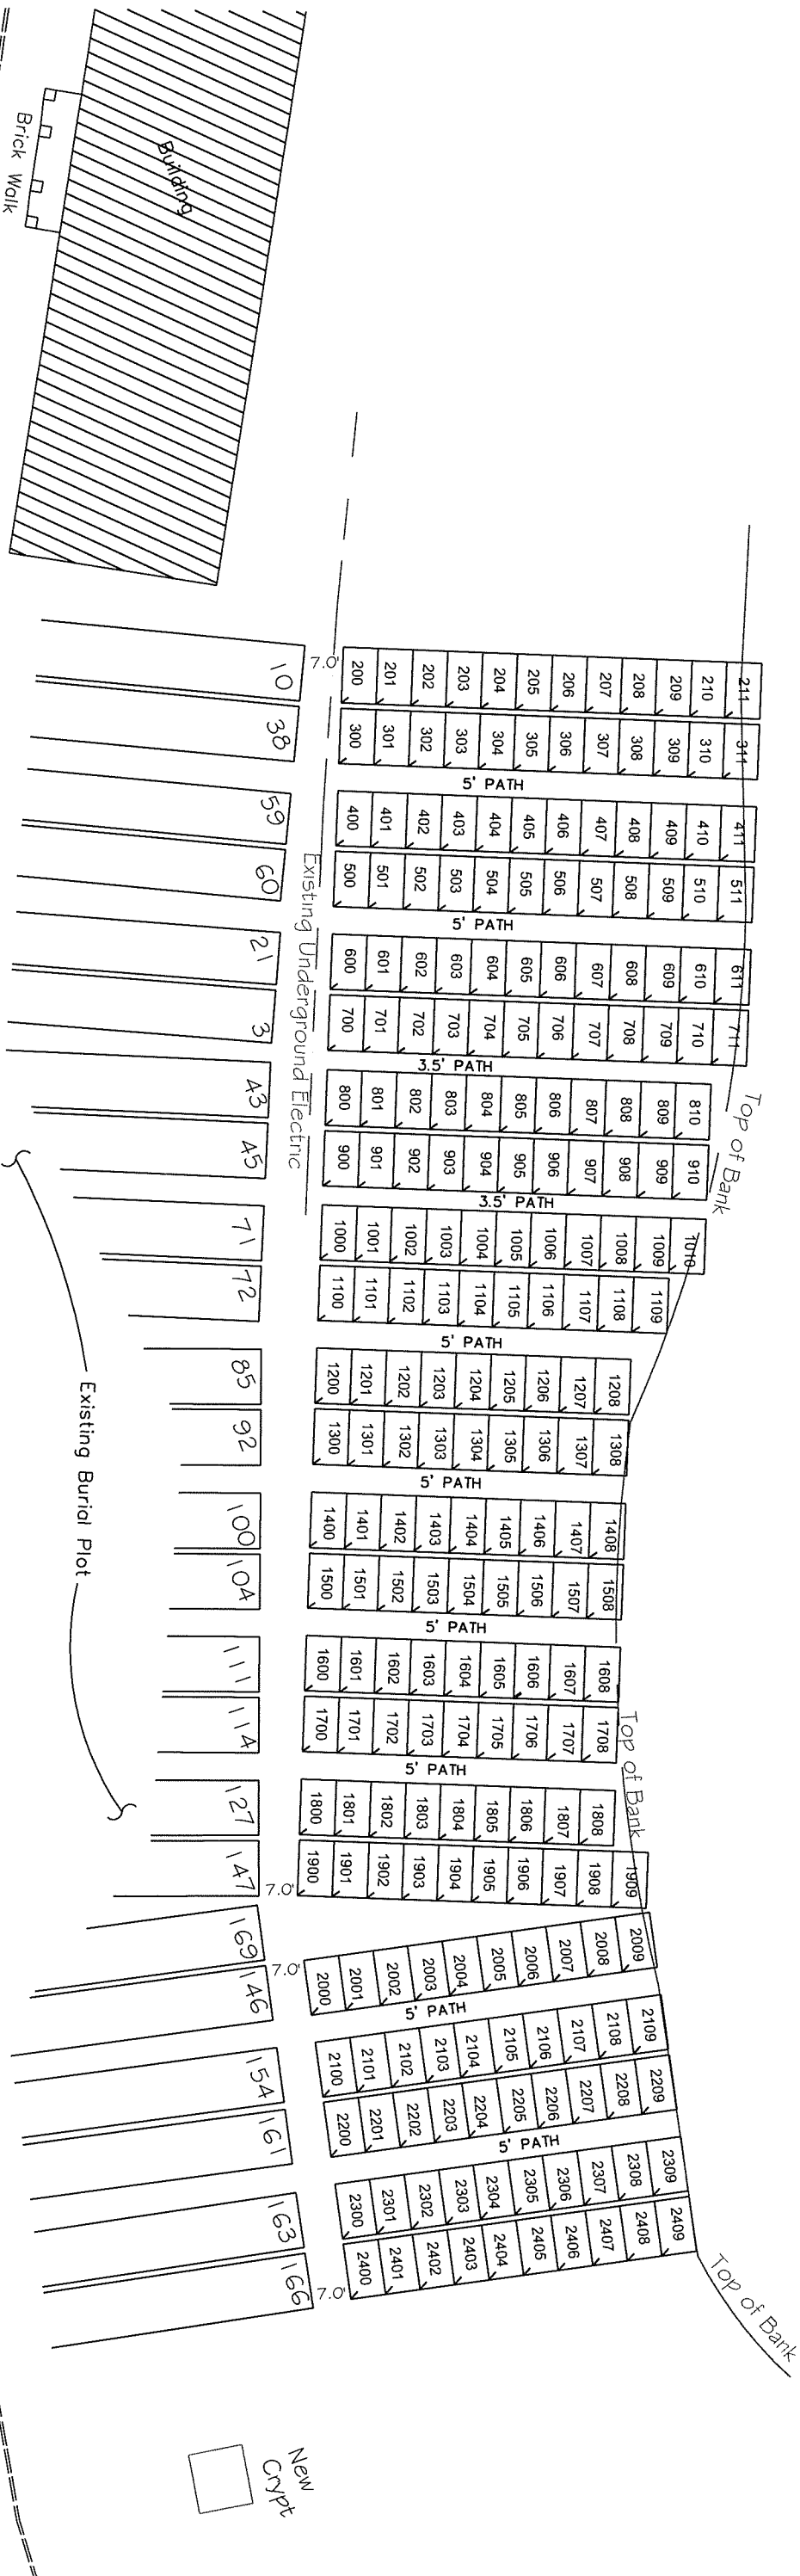 Brick Walk
Building
10
7.0'
200 201 202 203 204 205 206 207 208 209 210 211
38
300 301 302 303 304 305 306 307 308 309 310 311
5' PATH
59
400 401 402 403 404 405 406 407 408 409 410 411
60
500 501 502 503 504 505 506 507 508 509 510 511
Existing Underground Electric
5' PATH
21
600 601 602 603 604 605 606 607 608 609 610 611
3
700 701 702 703 704 705 706 707 708 709 710 711
3.5' PATH
43
800 801 802 803 804 805 806 807 808 809 810
Top of Bank
45
900 901 902 903 904 905 906 907 908 909 910
3.5' PATH
71
1000 1001 1002 1003 1004 1005 1006 1007 1008 1009 1010
72
1100 1101 1102 1103 1104 1105 1106 1107 1108 1109
5' PATH
85
1200 1201 1202 1203 1204 1205 1206 1207 1208
92
1300 1301 1302 1303 1304 1305 1306 1307 1308
Existing Burial Plot
5' PATH
100
1400 1401 1402 1403 1404 1405 1406 1407 1408
104
1500 1501 1502 1503 1504 1505 1506 1507 1508
5' PATH
111
1600 1601 1602 1603 1604 1605 1606 1607 1608
114
1700 1701 1702 1703 1704 1705 1706 1707 1708
Top of Bank
5' PATH
127
1800 1801 1802 1803 1804 1805 1806 1807 1808
147
7.0'
1900 1901 1902 1903 1904 1905 1906 1907 1908 1909
169
7.0'
2000 2001 2002 2003 2004 2005 2006 2007 2008 2009
146
5' PATH
154
2100 2101 2102 2103 2104 2105 2106 2107 2108 2109
161
2200 2201 2202 2203 2204 2205 2206 2207 2208 2209
5' PATH
163
2300 2301 2302 2303 2304 2305 2306 2307 2308 2309
166
7.0'
2400 2401 2402 2403 2404 2405 2406 2407 2408 2409
Top of Bank
New
Crypt